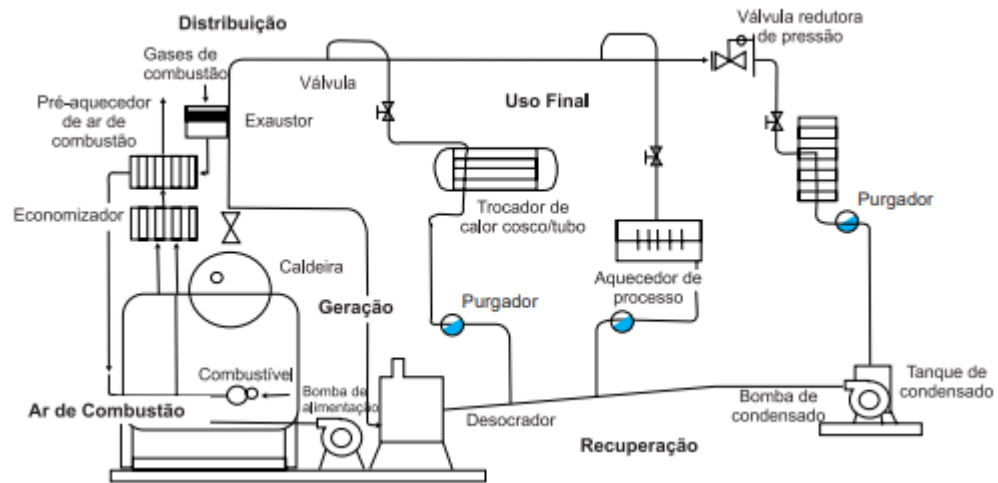 Distribuição
Gases de
combustão
Pré-aquecedor
de ar de
combustão
Exaustor
Válvula
Uso Final
Válvula redutora
de pressão
Economizador
Trocador de
calor cosco/tubo
Purgador
Caldeira
Geração
Aquecedor de
processo
Purgador
Combustível
Bomba de
alimentação
Ar de Combustão
Desocrador
Recuperação
Bomba de
condensado
Tanque de
condensado